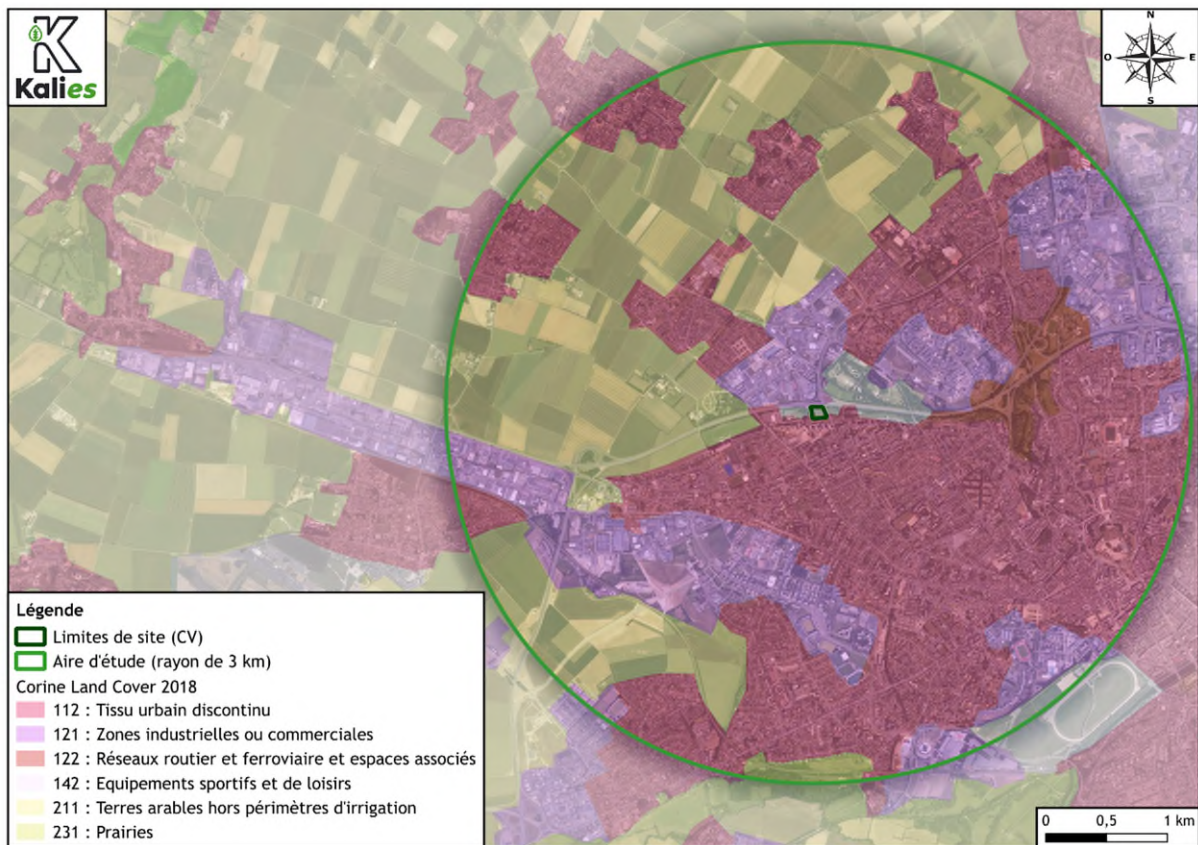 Kalies
N
O
E
S
Légende
Limites de site (CV)
Aire d'étude (rayon de 3 km)
Corine Land Cover 2018
112 : Tissu urbain discontinu
121 : Zones industrielles ou commerciales
122 : Réseaux routier et ferroviaire et espaces associés
142 : Equipements sportifs et de loisirs
211 : Terres arables hors périmètres d'irrigation
231 : Prairies
0 0,5 1 km